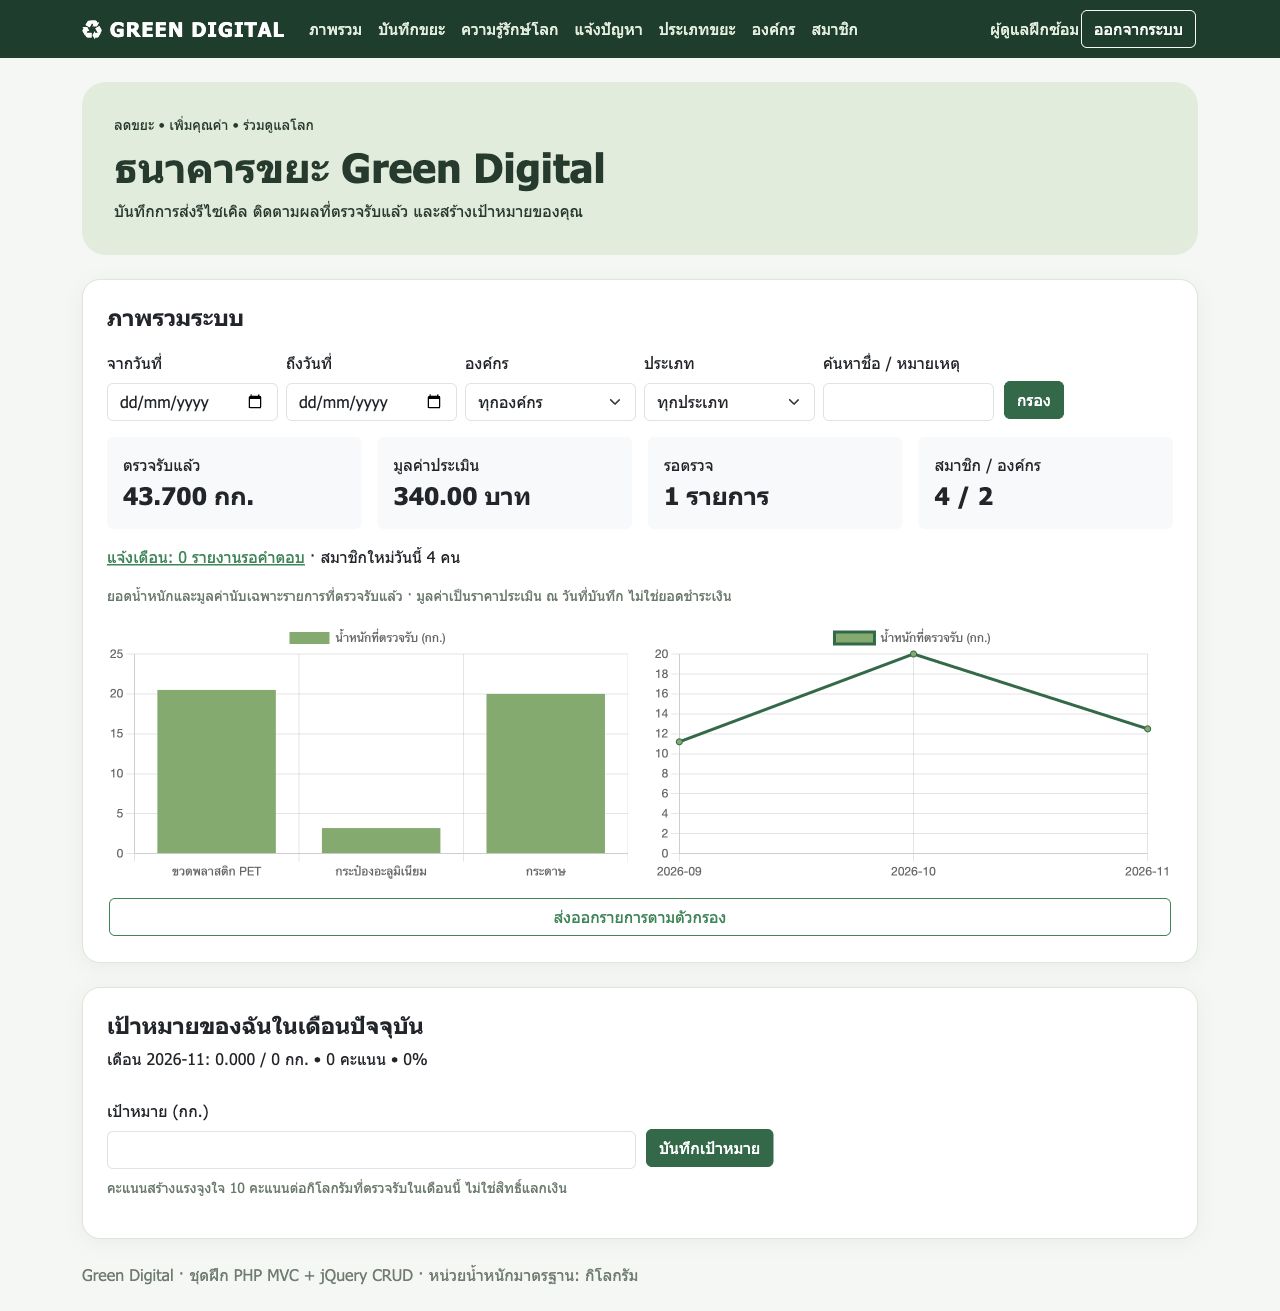 ♻ GREEN DIGITAL ภาพรวม บันทึกขยะ ความรู้รักษ์โลก แจ้งปัญหา ประเภทขยะ องค์กร สมาชิก ผู้ดูแลฝึกซ้อม ออกจากระบบ
ลดขยะ • เพิ่มคุณค่า • ร่วมดูแลโลก
ธนาคารขยะ Green Digital
บันทึกการส่งรีไซเคิล ติดตามผลที่ตรวจรับแล้ว และสร้างเป้าหมายของคุณ
ภาพรวมระบบ
จากวันที่ ถึงวันที่ องค์กร ประเภท ค้นหาชื่อ / หมายเหตุ
dd/mm/yyyy dd/mm/yyyy ทุกองค์กร ทุกประเภท กรอง
ตรวจรับแล้ว มูลค่าประเมิน รอตรวจ สมาชิก / องค์กร
43.700 กก. 340.00 บาท 1 รายการ 4 / 2
แจ้งเตือน: 0 รายงานรอคำตอบ · สมาชิกใหม่วันนี้ 4 คน
ยอดน้ำหนักและมูลค่านับเฉพาะรายการที่ตรวจรับแล้ว · มูลค่าเป็นราคาประเมิน ณ วันที่บันทึก ไม่ใช่ยอดชำระเงิน
น้ำหนักที่ตรวจรับ (กก.)
25
20
15
10
5
0
ขวดพลาสติก PET กระป๋องอะลูมิเนียม กระดาษ
น้ำหนักที่ตรวจรับ (กก.)
20
18
16
14
12
10
8
6
4
2
0
2026-09 2026-10 2026-11
ส่งออกรายการตามตัวกรอง
เป้าหมายของฉันในเดือนปัจจุบัน
เดือน 2026-11: 0.000 / 0 กก. • 0 คะแนน • 0%
เป้าหมาย (กก.)
บันทึกเป้าหมาย
คะแนนสร้างแรงจูงใจ 10 คะแนนต่อกิโลกรัมที่ตรวจรับในเดือนนี้ ไม่ใช่สิทธิ์แลกเงิน
Green Digital · ชุดฝึก PHP MVC + jQuery CRUD · หน่วยน้ำหนักมาตรฐาน: กิโลกรัม